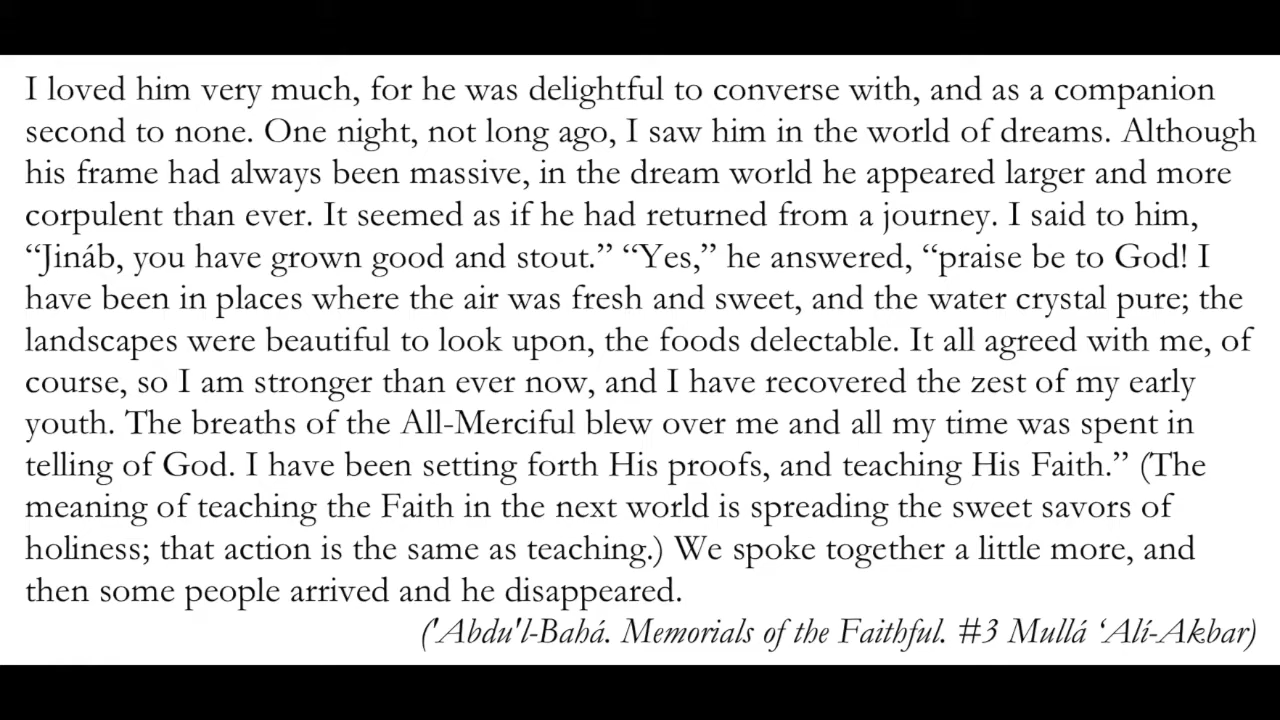 I loved him very much, for he was delightful to converse with, and as a companion
second to none. One night, not long ago, I saw him in the world of dreams. Although
his frame had always been massive, in the dream world he appeared larger and more
corpulent than ever. It seemed as if he had returned from a journey. I said to him,
“Jináb, you have grown good and stout.” “Yes,” he answered, “praise be to God! I
have been in places where the air was fresh and sweet, and the water crystal pure; the
landscapes were beautiful to look upon, the foods delectable. It all agreed with me, of
course, so I am stronger than ever now, and I have recovered the zest of my early
youth. The breaths of the All-Merciful blew over me and all my time was spent in
telling of God. I have been setting forth His proofs, and teaching His Faith.” (The
meaning of teaching the Faith in the next world is spreading the sweet savors of
holiness; that action is the same as teaching.) We spoke together a little more, and
then some people arrived and he disappeared.
('Abdu'l-Bahá. Memorials of the Faithful. #3 Mullá ‘Alí-Akbar)